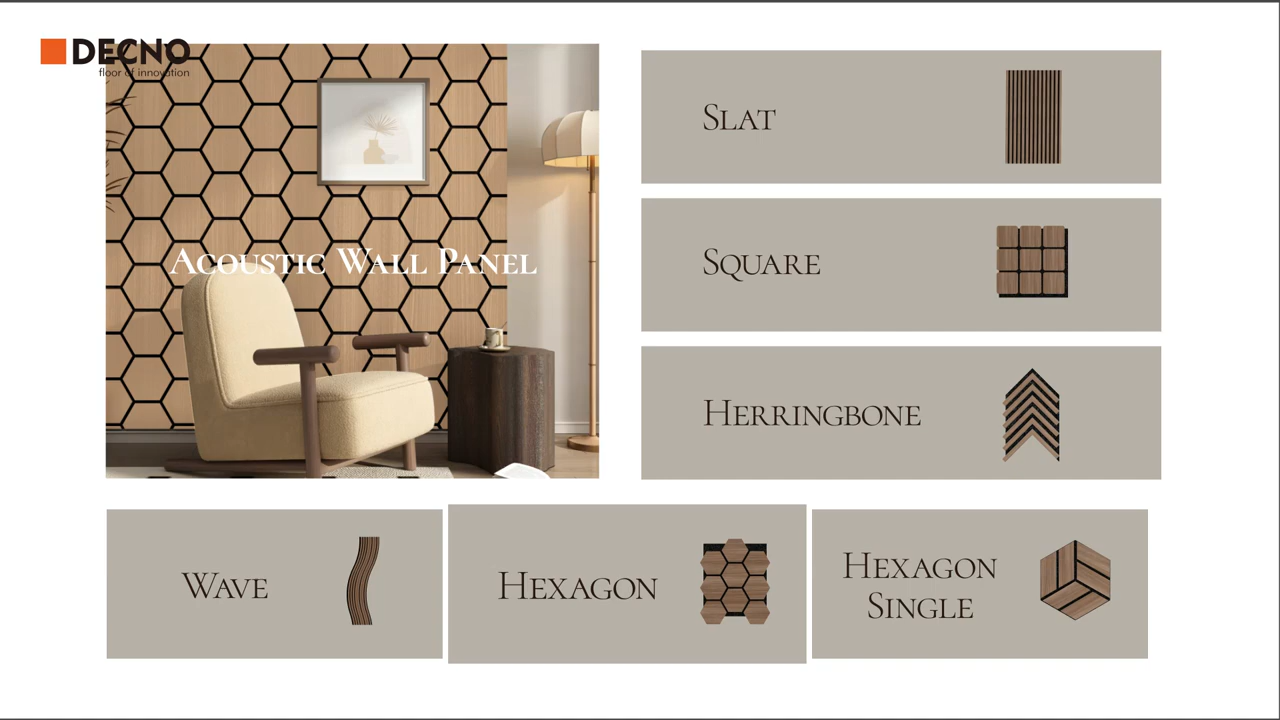 DECNO
floor of innovation
Acoustic Wall Panel
Slat
Square
Herringbone
Wave
Hexagon
Hexagon
Single